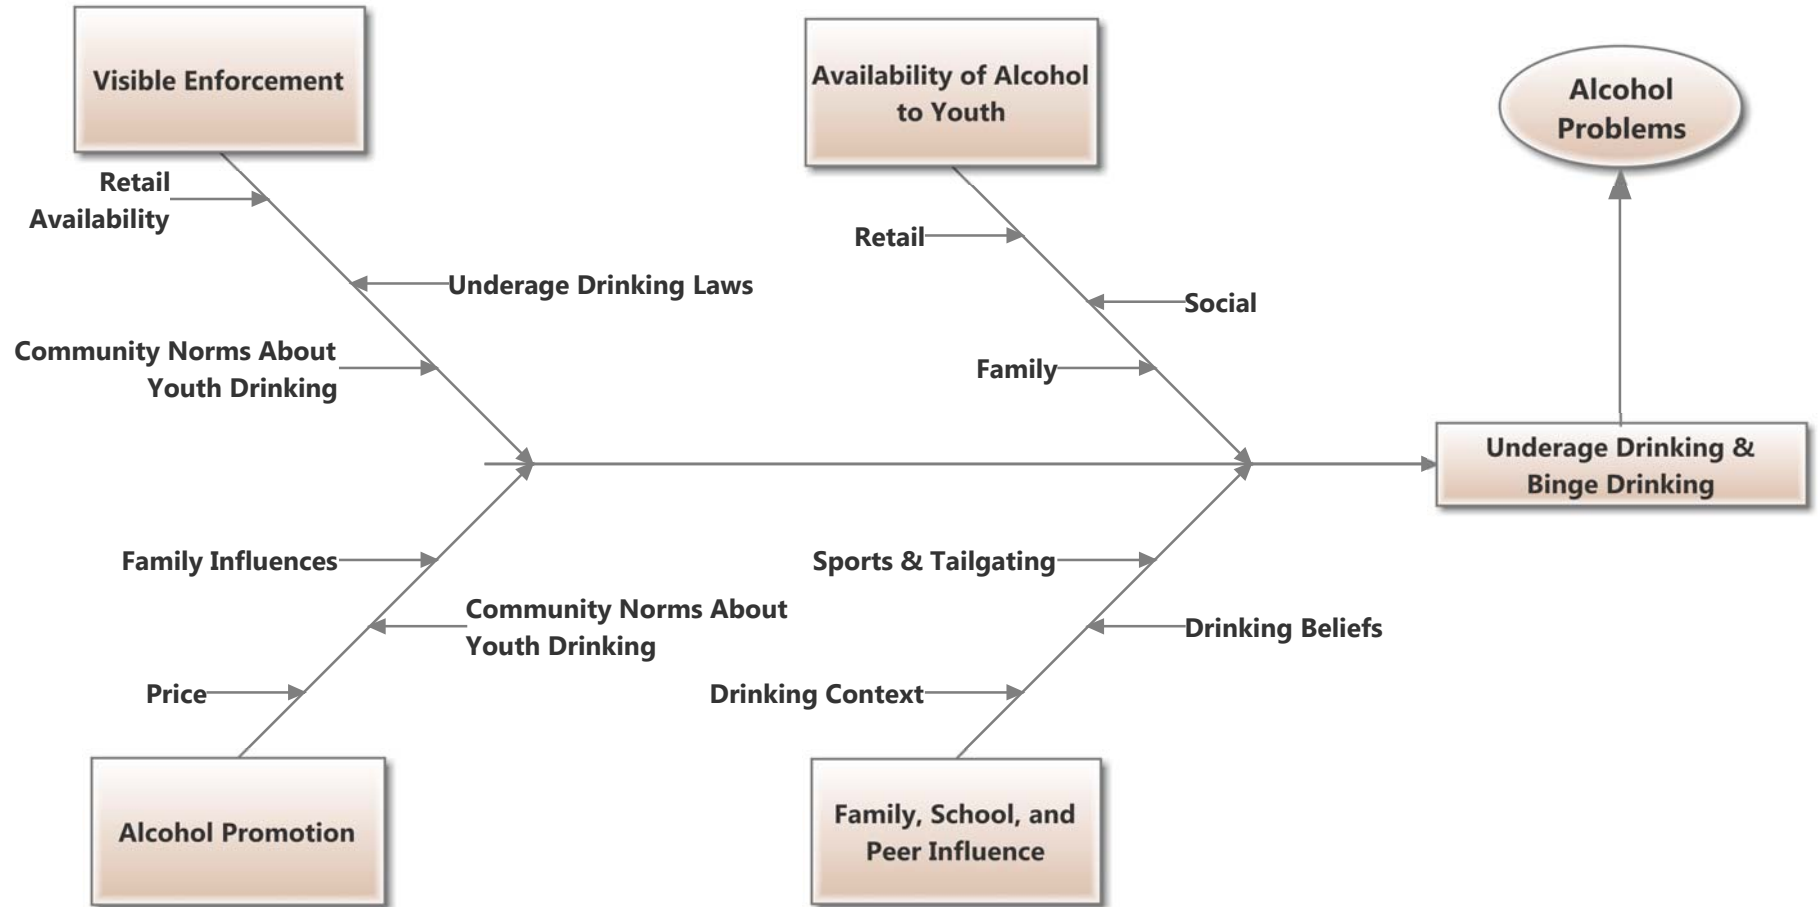 Visible Enforcement
Availability of Alcohol
to Youth
Alcohol
Problems
Retail
Availability
Underage Drinking Laws
Community Norms About
Youth Drinking
Retail
Social
Family
Underage Drinking &
Binge Drinking
Family Influences
Community Norms About
Youth Drinking
Price
Sports & Tailgating
Drinking Beliefs
Drinking Context
Alcohol Promotion
Family, School, and
Peer Influence